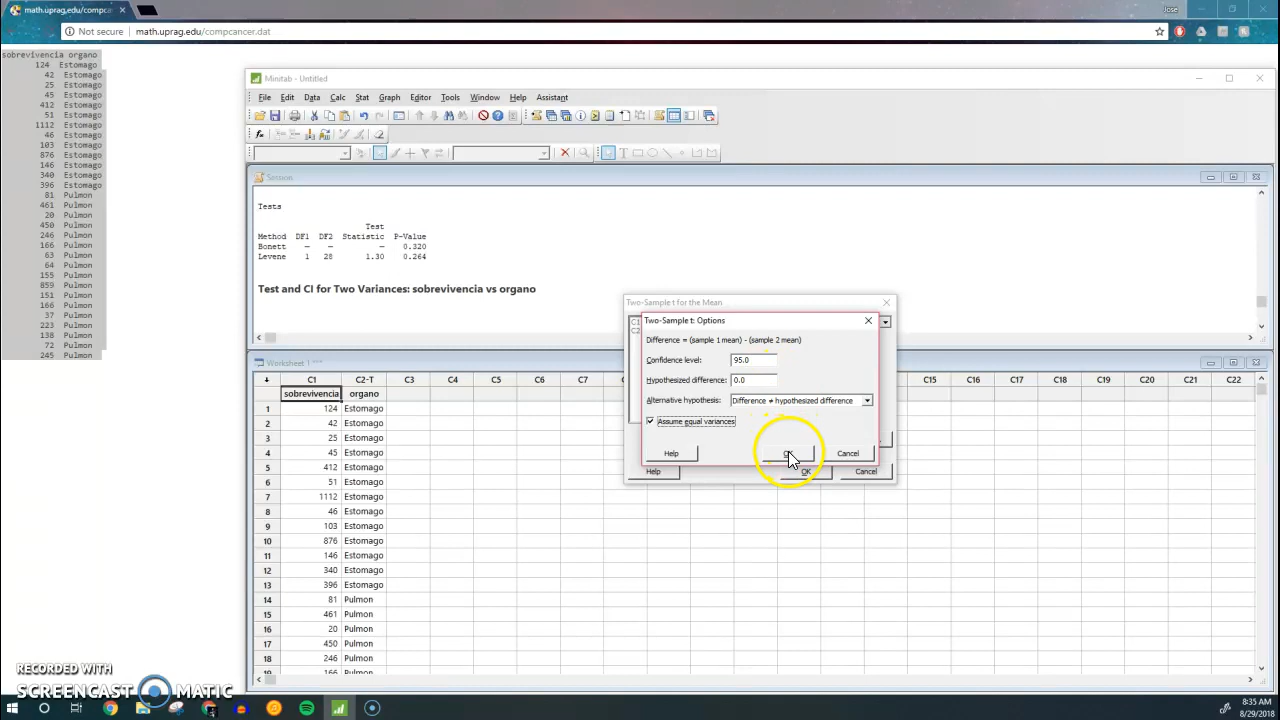 math.uprag.edu/compc
Jose
Not secure
math.uprag.edu/compcancer.dat
sobrevivencia organo
124 Estomago
42 Estomago
25 Estomago
45 Estomago
412 Estomago
51 Estomago
1112 Estomago
46 Estomago
103 Estomago
876 Estomago
146 Estomago
340 Estomago
396 Estomago
81 Pulmon
461 Pulmon
20 Pulmon
450 Pulmon
246 Pulmon
166 Pulmon
63 Pulmon
64 Pulmon
155 Pulmon
859 Pulmon
151 Pulmon
166 Pulmon
37 Pulmon
223 Pulmon
138 Pulmon
72 Pulmon
245 Pulmon
Minitab - Untitled
File Edit Data Calc Stat Graph Editor Tools Window Help Assistant
Session
Tests
Test
Method DF1 DF2 Statistic P-Value
Bonett — — — 0.320
Levene 1 28 1.30 0.264
Test and CI for Two Variances: sobrevivencia vs organo
Two-Sample t for the Mean
C1
C2
Two-Sample t: Options
Difference = (sample 1 mean) - (sample 2 mean)
Confidence level: 95.0
Hypothesized difference: 0.0
Alternative hypothesis: Difference ≠ hypothesized difference
Assume equal variances
Help Cancel
Help OK Cancel
Worksheet 1 ***
C1 C2-T C3 C4 C5 C6 C7 C15 C16 C17 C18 C19 C20 C21 C22
sobrevivencia organo
1 124 Estomago
2 42 Estomago
3 25 Estomago
4 45 Estomago
5 412 Estomago
6 51 Estomago
7 1112 Estomago
8 46 Estomago
9 103 Estomago
10 876 Estomago
11 146 Estomago
12 340 Estomago
13 396 Estomago
14 81 Pulmon
15 461 Pulmon
16 20 Pulmon
17 450 Pulmon
18 246 Pulmon
19 166 Pulmon
RECORDED WITH
SCREENCAST MATIC
8:35 AM
8/29/2018